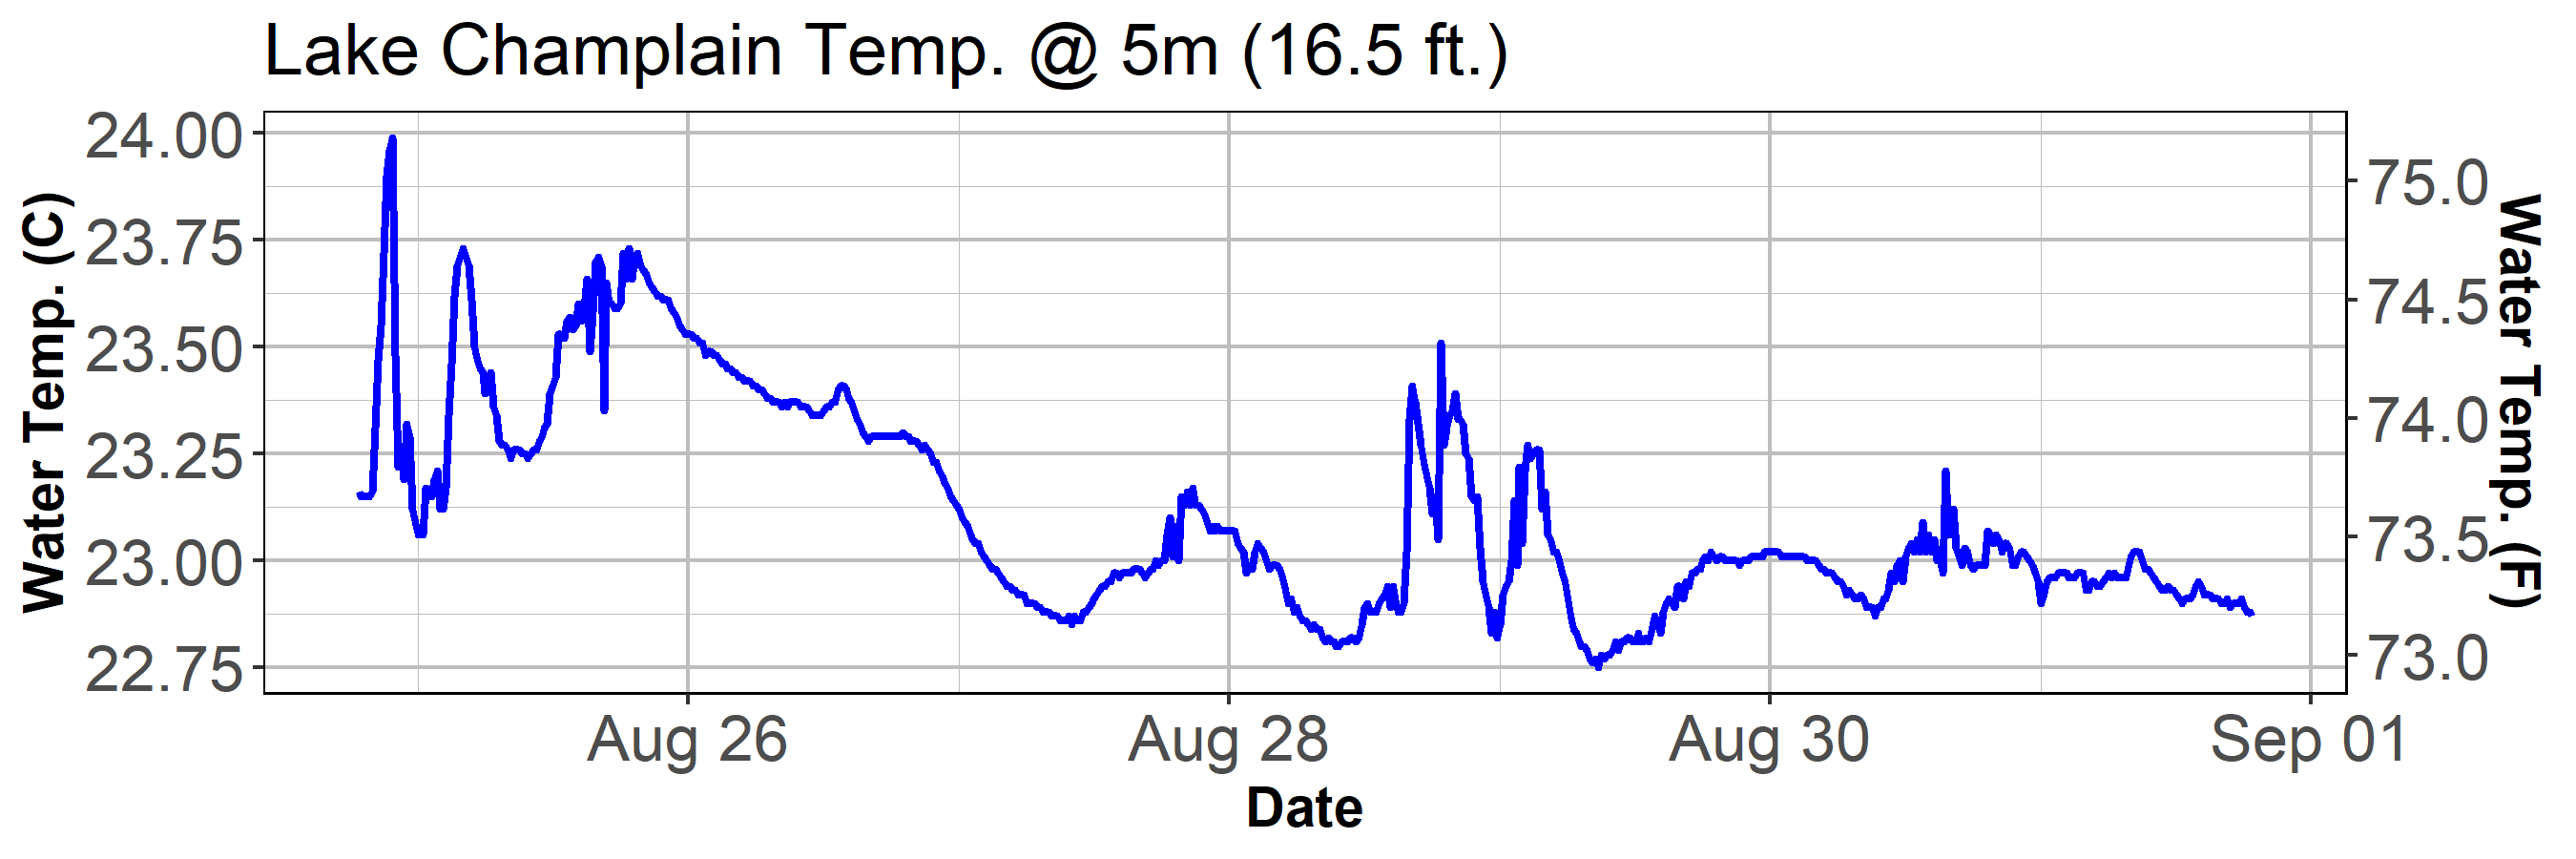 Lake Champlain Temp. @ 5m (16.5 ft.)
Water Temp. (C)
24.00
23.75
23.50
23.25
23.00
22.75
75.0
74.5
74.0
73.5
73.0
Water Temp. (F)
Aug 26
Aug 28
Aug 30
Sep 01
Date